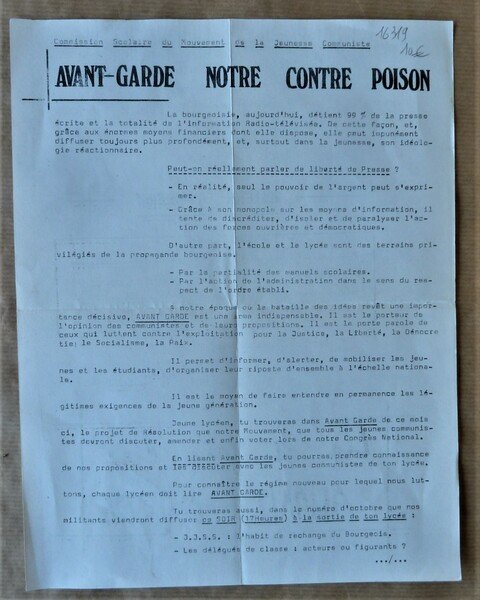 16319
10€
Commission Scolaire du Mouvement de la Jeunesse Communiste
AVANT-GARDE NOTRE CONTRE POISON
La bourgeoisie, aujourd'hui, détient 99 % de la presse
écrite et la totalité de l'information Radio-télévisée. De cette façon, et,
grâce aux énormes moyens financiers dont elle dispose, elle peut impunément
diffuser toujours plus profondément, et, surtout dans la jeunesse, son idéolo-
gie réactionnaire.
Peut-on réellement parler de liberté de Presse ?
- En réalité, seul le pouvoir de l'argent peut s'expri-
mer.
- Grâce à son monopole sur les moyens d'information, il
tente de discréditer, d'isoler et de paralyser l'ac-
tion des forces ouvrières et démocratiques.
D'autre part, l'école et le lycée sont des terrains pri-
vilégiés de la propagande bourgeoise.
- Par la partialité des manuels scolaires.
- Par l'action de l'administration dans le sens du res-
pect de l'ordre établi.
A notre époque où la bataille des idées revêt une impor-
tance décisive, AVANT GARDE est une arme indispensable. Il est le porteur de
l'opinion des communistes et de leurs propositions. Il est le porte parole de
ceux qui luttent contre l'exploitation pour la Justice, la Liberté, la Démocra
tie, le Socialisme, la Paix.
Il permet d'informer, d'alerter, de mobiliser les jeu-
nes et les étudiants, d'organiser leur riposte d'ensemble à l'échelle nationa-
le.
Il est le moyen de faire entendre en permanence les lé-
gitimes exigences de la jeune génération.
Jeune lycéen, tu trouveras dans Avant Garde de ce mois
ci, le projet de Résolution que notre Mouvement, que tous les jeunes communis-
tes devront discuter, amender et enfin voter lors de notre Congrès National.
En lisant Avant Garde, tu pourras prendre connaissance
de nos propositions et discuter avec les jeunes communistes de ton lycée.
Pour connaître le régime nouveau pour lequel nous lut-
tons, chaque lycéen doit lire AVANT GARDE.
Tu trouveras aussi, dans le numéro d'octobre que nos
militants viendront diffuser ce SOIR (17Heures) à la sortie de ton lycée :
- J.J.S.S. : l'habit de rechange du Bourgeois.
- Les délégués de classe : acteurs ou figurants ?
.../...